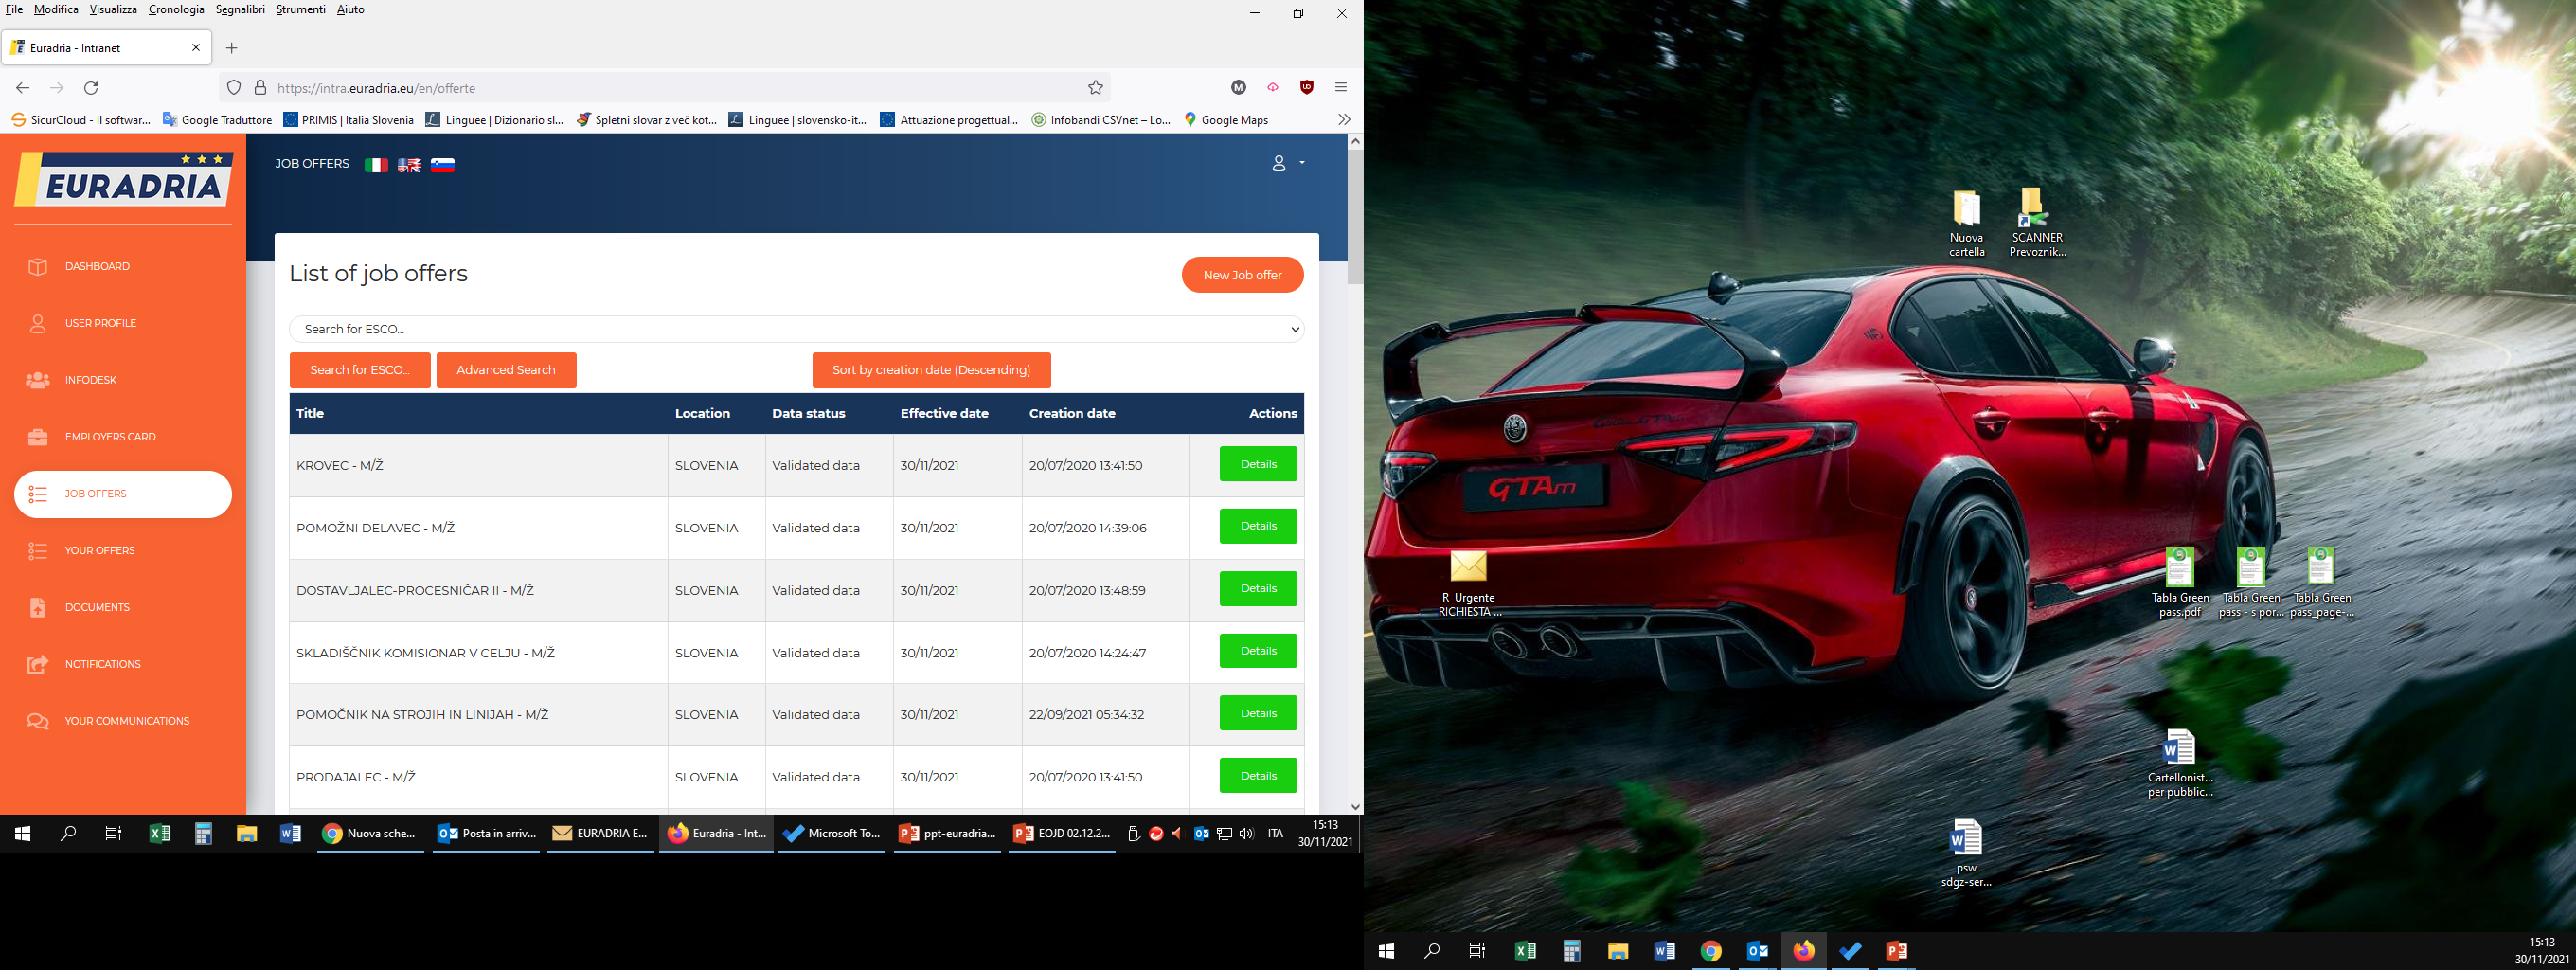 File Modifica Visualizza Cronologia Segnalibri Strumenti Aiuto
Euradria - Intranet
https://intra.euradria.eu/en/offerte
SicurCloud - Il softwar... Google Traduttore PRIMIS | Italia Slovenia Linguee | Dizionario sl... Spletni slovar z več kot... Linguee | slovensko-it... Attuazione progettual... Infobandi CSVnet – Lo... Google Maps
EURADRIA
JOB OFFERS
DASHBOARD
USER PROFILE
INFODESK
EMPLOYERS CARD
JOB OFFERS
YOUR OFFERS
DOCUMENTS
NOTIFICATIONS
YOUR COMMUNICATIONS
List of job offers
New Job offer
Search for ESCO...
Search for ESCO... Advanced Search Sort by creation date (Descending)
Title Location Data status Effective date Creation date Actions
KROVEC - M/Ž SLOVENIA Validated data 30/11/2021 20/07/2020 13:41:50 Details
POMOŽNI DELAVEC - M/Ž SLOVENIA Validated data 30/11/2021 20/07/2020 14:39:06 Details
DOSTAVLJALEC-PROCESNIČAR II - M/Ž SLOVENIA Validated data 30/11/2021 20/07/2020 13:48:59 Details
SKLADIŠČNIK KOMISIONAR V CELJU - M/Ž SLOVENIA Validated data 30/11/2021 20/07/2020 14:24:47 Details
POMOČNIK NA STROJIH IN LINIJAH - M/Ž SLOVENIA Validated data 30/11/2021 22/09/2021 05:34:32 Details
PRODAJALEC - M/Ž SLOVENIA Validated data 30/11/2021 20/07/2020 13:41:50 Details
Nuova sche... Posta in arriv... EURADRIA E... Euradria - Int... Microsoft To... ppt-euradria... EOJD 02.12.2... ITA
15:13
30/11/2021
Nuova
cartella
SCANNER
Prevoznik...
GTAm
R Urgente
RICHIESTA ...
Tabla Green
pass.pdf
Tabla Green
pass - s por...
Tabla Green
pass_page-...
Cartellonist...
per pubblic...
psw
sdgz-ser...
15:13
30/11/2021